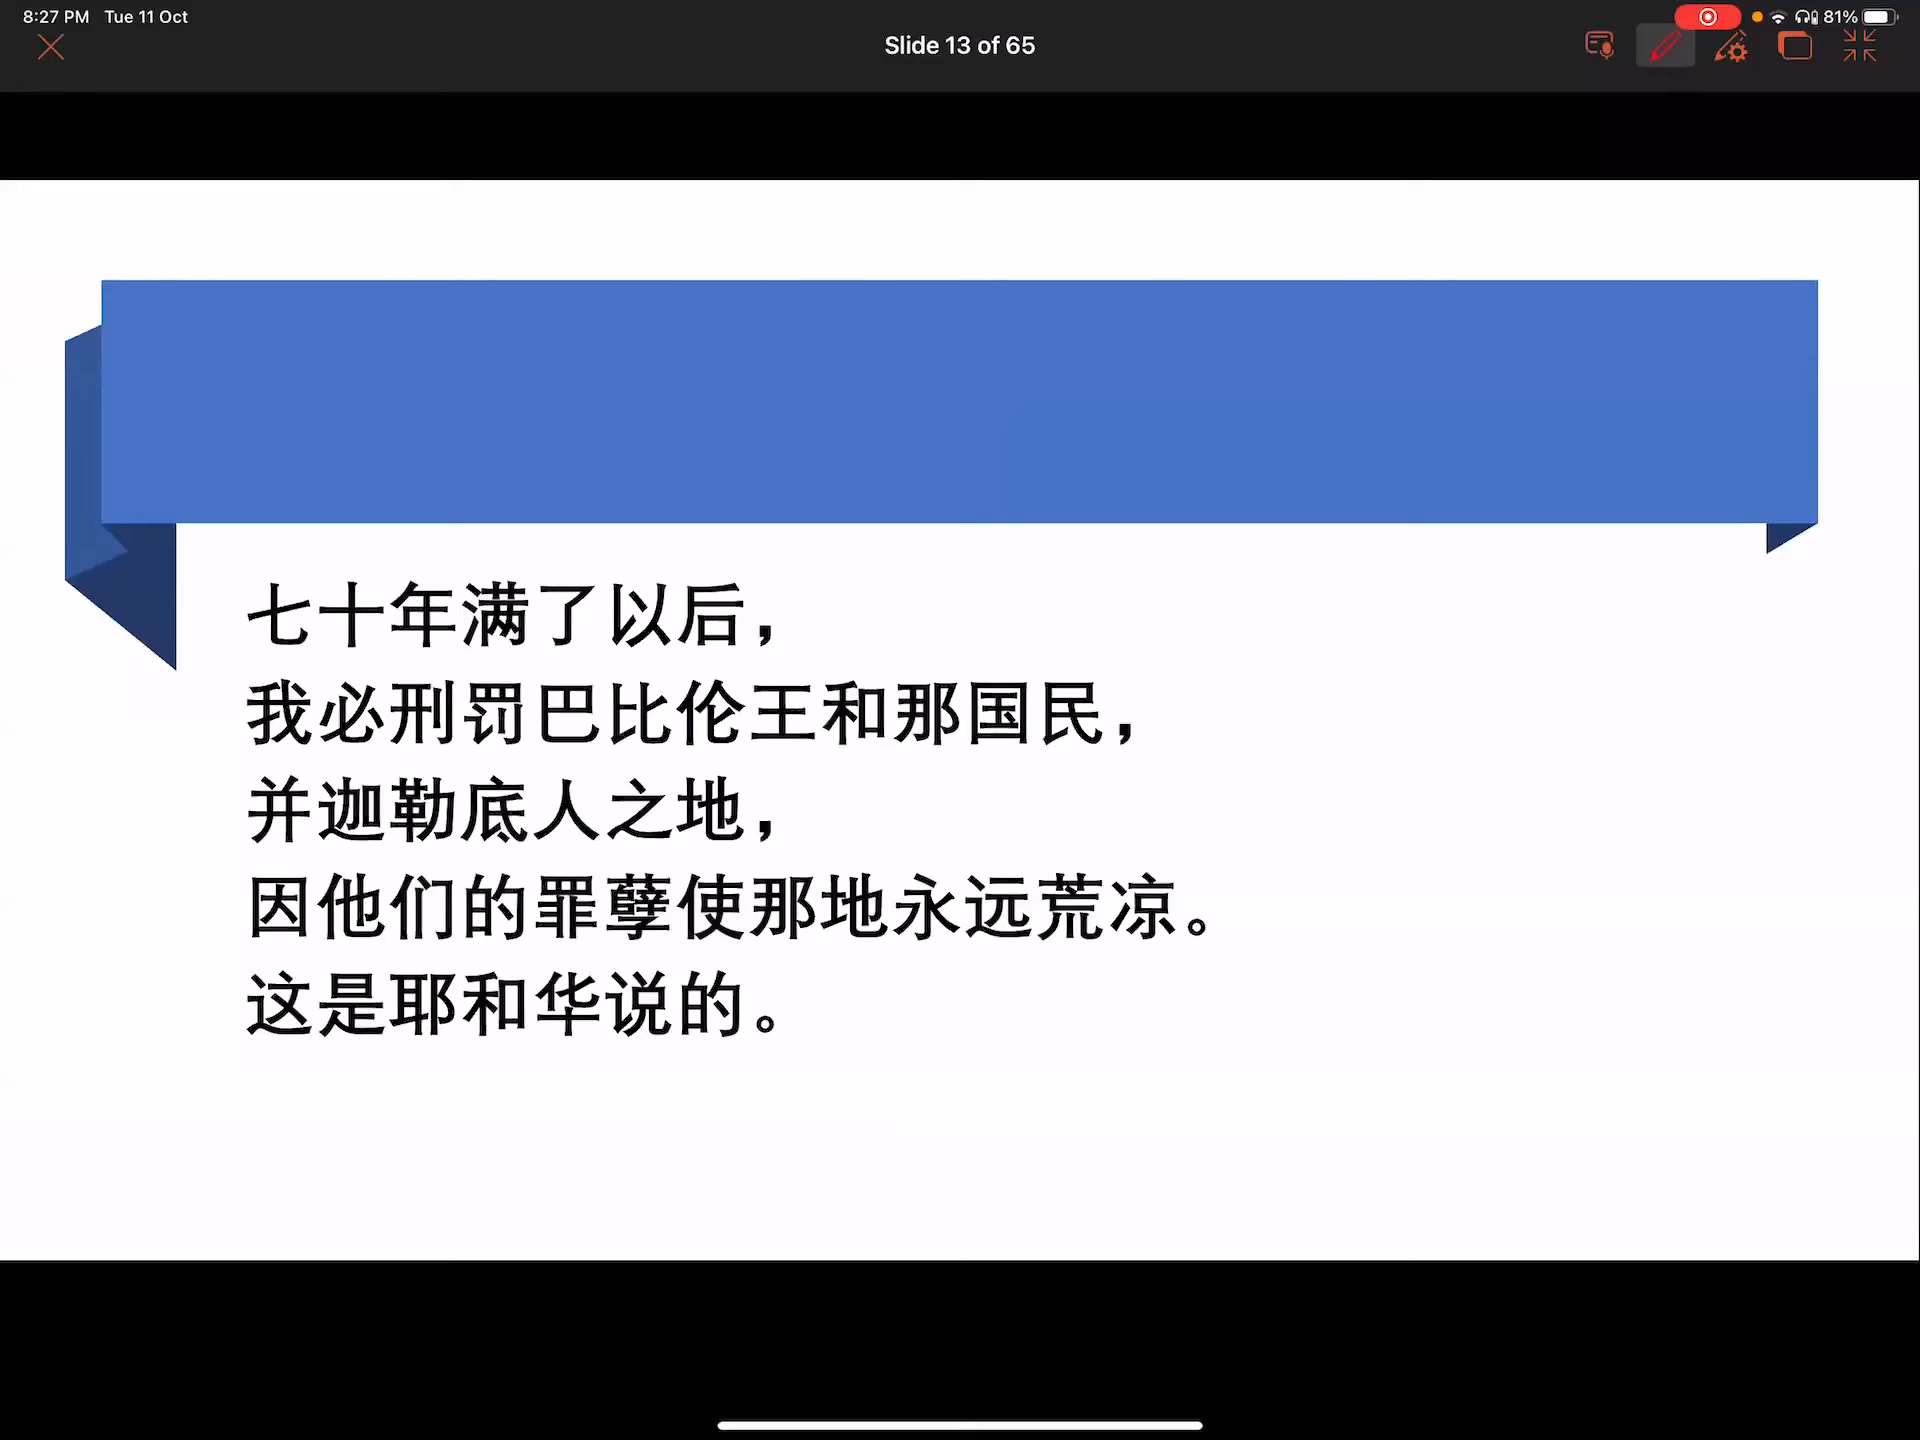 8:27 PM Tue 11 Oct
81%
Slide 13 of 65
七十年满了以后，
我必刑罚巴比伦王和那国民，
并迦勒底人之地，
因他们的罪孽使那地永远荒凉。
这是耶和华说的。